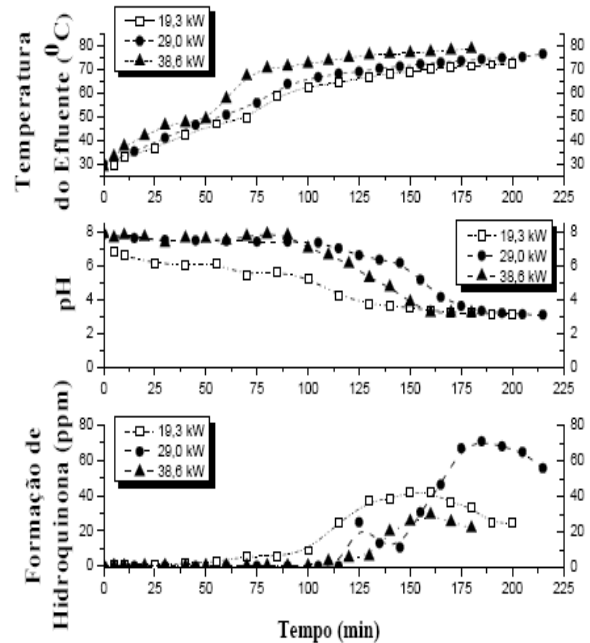 Temperatura
do Efluente (⁰C)
19,3 kW
29,0 kW
38,6 kW
80 80
70 70
60 60
50 50
40 40
30 30
0 25 50 75 100 125 150 175 200 225
pH
19,3 kW
29,0 kW
38,6 kW
8 8
6 6
4 4
2 2
0 0
0 25 50 75 100 125 150 175 200 225
Formação de
Hidroquinona (ppm)
19,3 kW
29,0 kW
38,6 kW
80 80
60 60
40 40
20 20
0 0
0 25 50 75 100 125 150 175 200 225
Tempo (min)